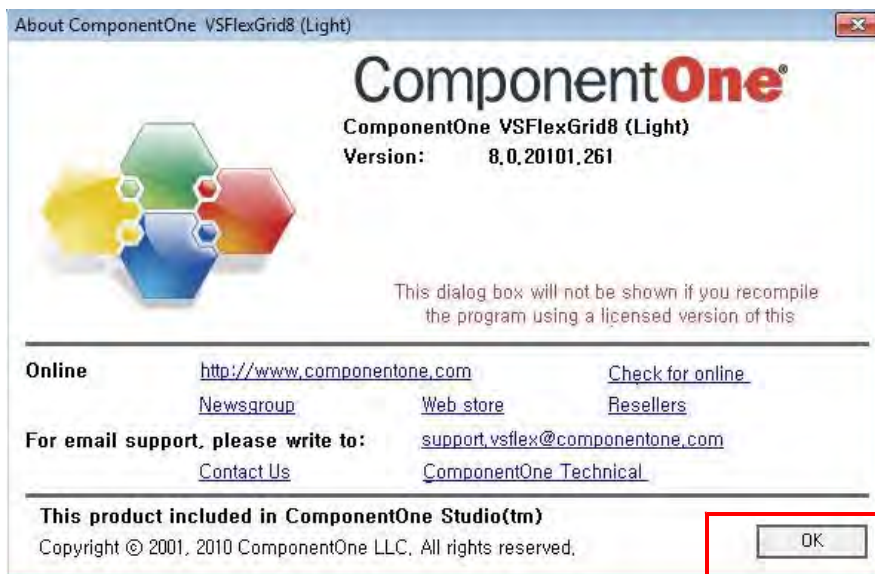 About ComponentOne VSFlexGrid8 (Light)
ComponentOne®
ComponentOne VSFlexGrid8 (Light)
Version: 8.0.20101.261
This dialog box will not be shown if you recompile
the program using a licensed version of this
Online http://www.componentone.com Check for online
Newsgroup Web store Resellers
For email support, please write to: support.vsflex@componentone.com
Contact Us ComponentOne Technical
This product included in ComponentOne Studio(tm)
Copyright © 2001, 2010 ComponentOne LLC. All rights reserved.
OK